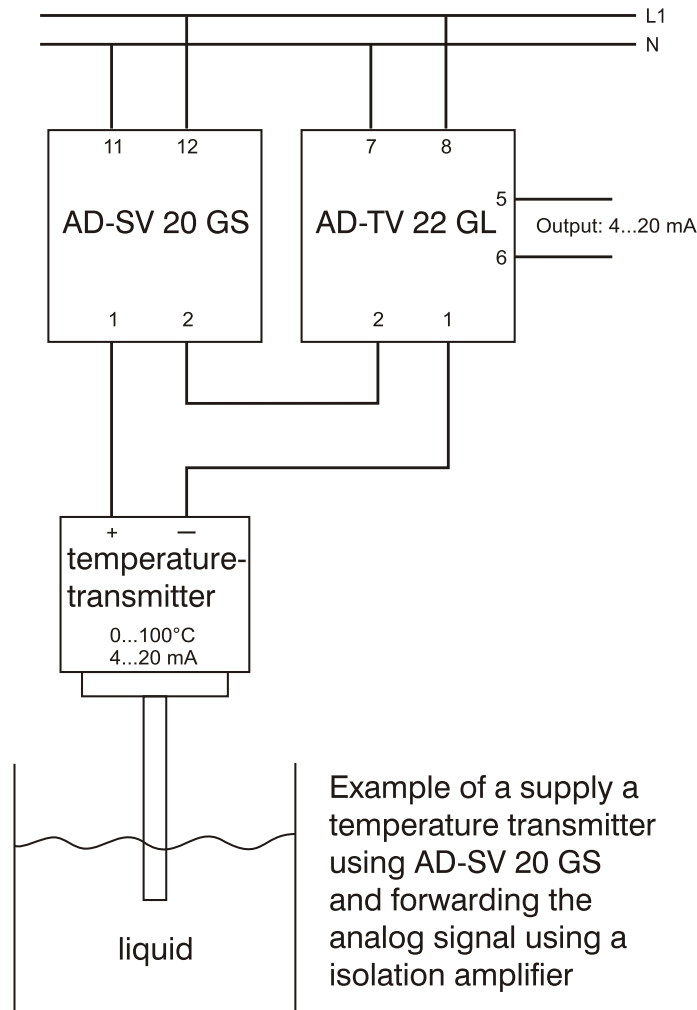 L1
N
11 12
7 8
AD-SV 20 GS
AD-TV 22 GL
5
Output: 4...20 mA
6
1 2
2 1
+ —
temperature-
transmitter
0...100°C
4...20 mA
Example of a supply a
temperature transmitter
using AD-SV 20 GS
and forwarding the
analog signal using a
isolation amplifier
liquid